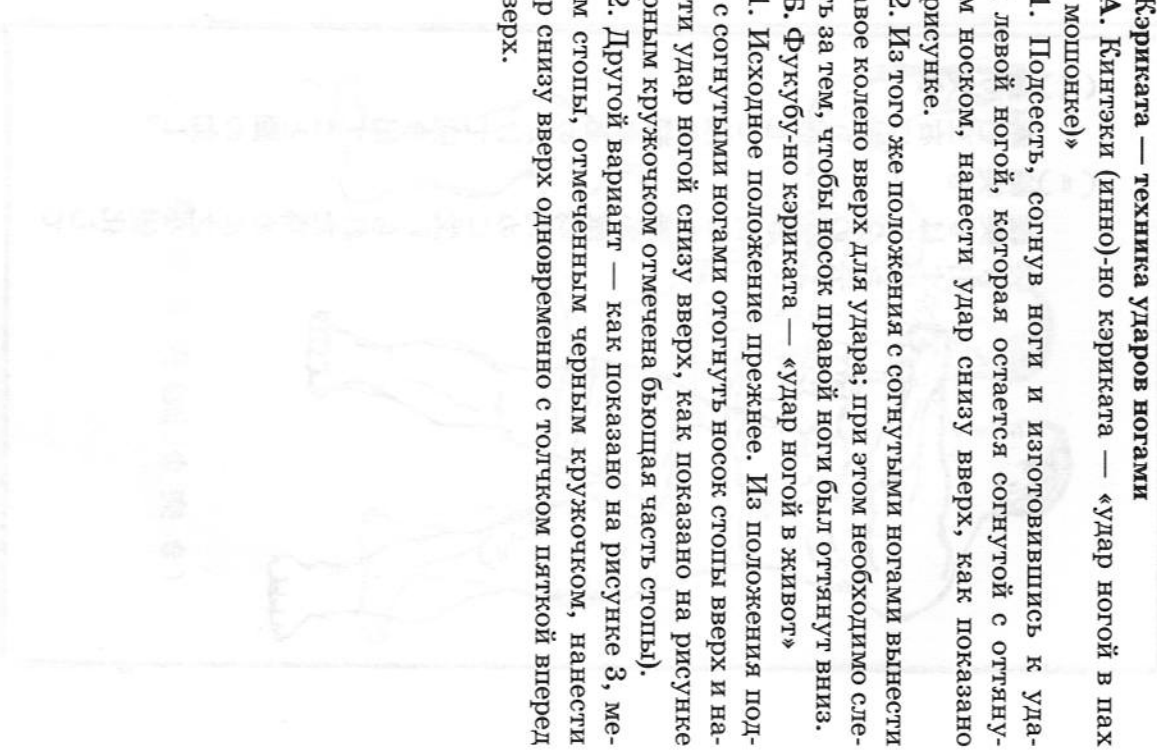 Кэриката — техника ударов ногами
А. Кинтэки (инно)-но кэриката — «удар ногой в пах
мошонке)»
1. Подсесть, согнув ноги и изготовившись к уда-
левой ногой, которая остается согнутой с оттяну-
м носком, нанести удар снизу вверх, как показано
рисунке.
2. Из того же положения с согнутыми ногами вынести
авое колено вверх для удара; при этом необходимо сле-
ть за тем, чтобы носок правой ноги был оттянут вниз.
Б. Фукубу-но кэриката — «удар ногой в живот»
1. Исходное положение прежнее. Из положения под-
с согнутыми ногами отогнуть носок стопы вверх и на-
ти удар ногой снизу вверх, как показано на рисунке
рным кружочком отмечена бьющая часть стопы).
2. Другой вариант — как показано на рисунке 3, ме-
м стопы, отмеченным черным кружочком, нанести
ар снизу вверх одновременно с толчком пяткой вперед
верх.